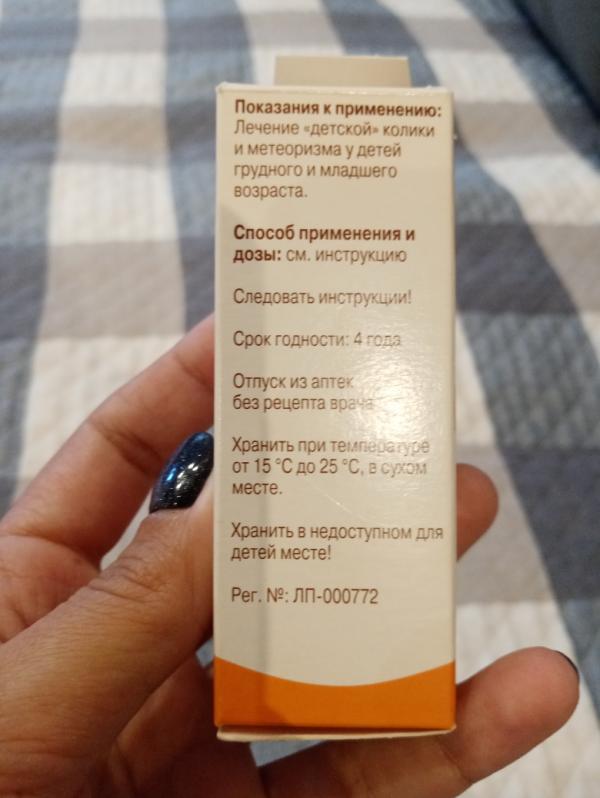 Показания к применению:
Лечение «детской» колики
и метеоризма у детей
грудного и младшего
возраста.
Способ применения и
дозы: см. инструкцию
Следовать инструкции!
Срок годности: 4 года
Отпуск из аптек
без рецепта врача
Хранить при температуре
от 15 °C до 25 °C, в сухом
месте.
Хранить в недоступном для
детей месте!
Рег. №: ЛП-000772